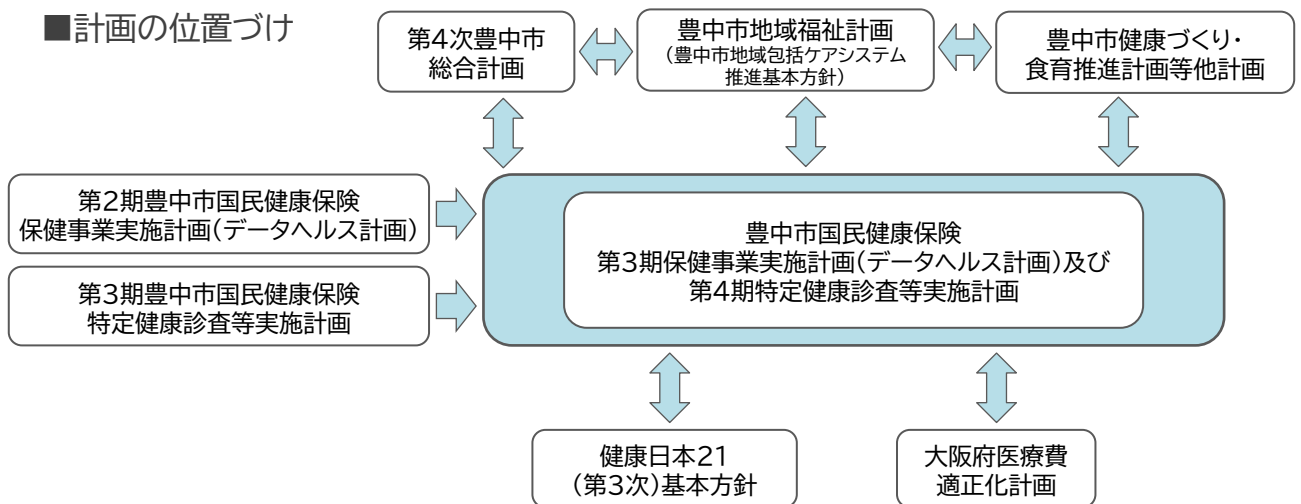 ■計画の位置づけ
第4次豊中市
総合計画
豊中市地域福祉計画
(豊中市地域包括ケアシステム
推進基本方針)
豊中市健康づくり・
食育推進計画等他計画
第2期豊中市国民健康保険
保健事業実施計画(データヘルス計画)
第3期豊中市国民健康保険
特定健康診査等実施計画
豊中市国民健康保険
第3期保健事業実施計画(データヘルス計画)及び
第4期特定健康診査等実施計画
健康日本21
(第3次)基本方針
大阪府医療費
適正化計画